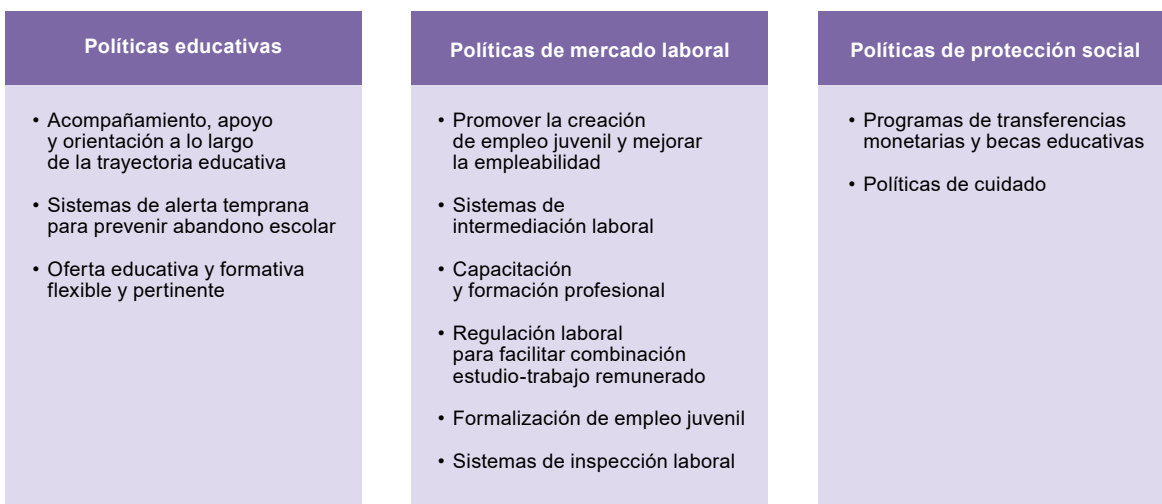 Políticas educativas
• Acompañamiento, apoyo
y orientación a lo largo
de la trayectoria educativa
• Sistemas de alerta temprana
para prevenir abandono escolar
• Oferta educativa y formativa
flexible y pertinente
Políticas de mercado laboral
• Promover la creación
de empleo juvenil y mejorar
la empleabilidad
• Sistemas de
intermediación laboral
• Capacitación
y formación profesional
• Regulación laboral
para facilitar combinación
estudio-trabajo remunerado
• Formalización de empleo juvenil
• Sistemas de inspección laboral
Políticas de protección social
• Programas de transferencias
monetarias y becas educativas
• Políticas de cuidado